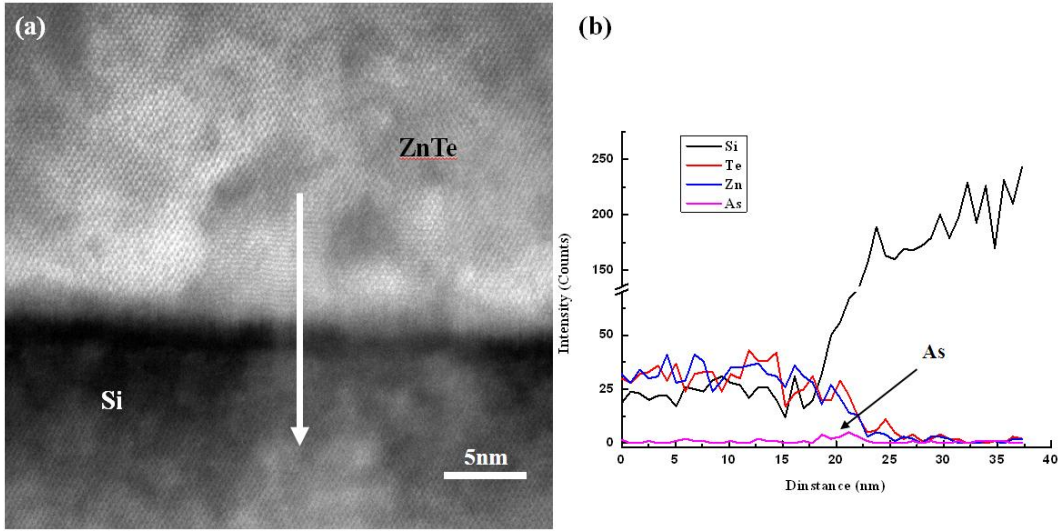 (a)
ZnTe
Si
5nm
(b)
Si
Te
Zn
As
Intensity (Counts)
250
200
150
50
25
0
As
0 5 10 15 20 25 30 35 40
Dinstance (nm)